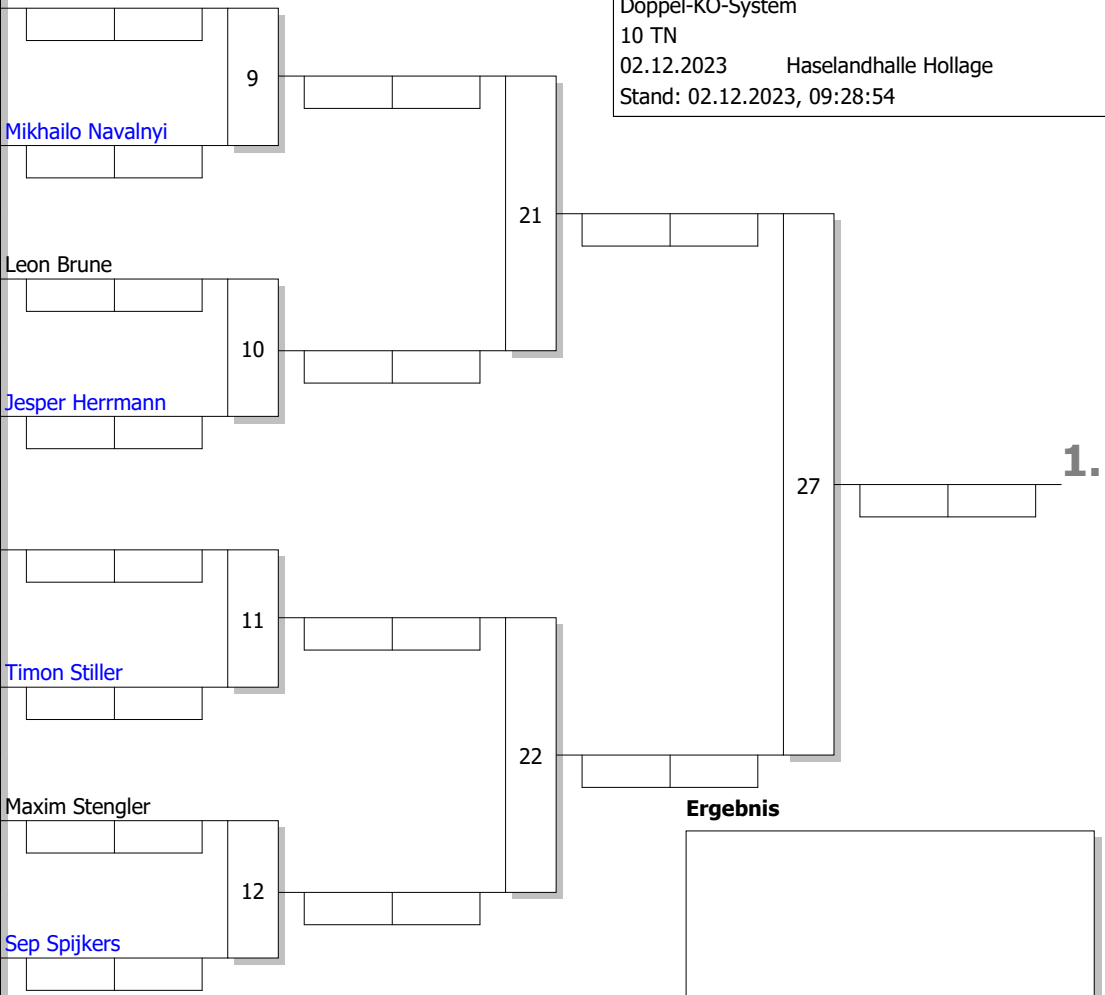 Doppel-KO-System
10 TN
02.12.2023 Haselandhalle Hollage
Stand: 02.12.2023, 09:28:54
9
Mikhailo Navalnyi
21
Leon Brune
10
Jesper Herrmann
1.
27
11
Timon Stiller
22
Maxim Stengler
Ergebnis
12
Sep Spijkers